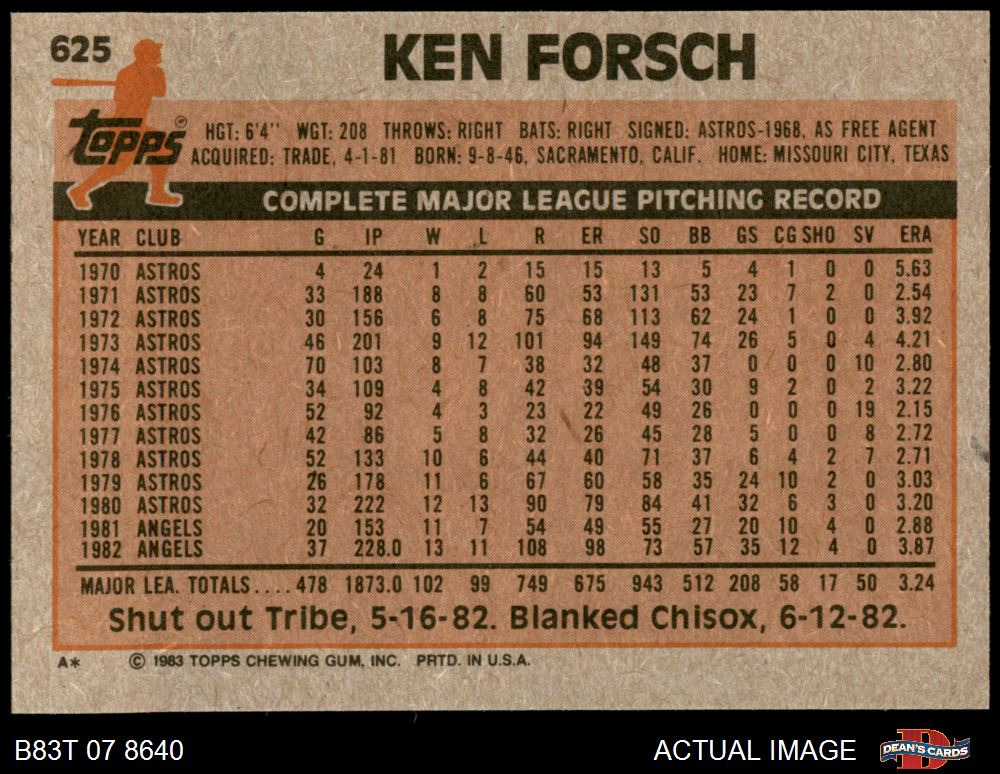 625
KEN FORSCH
TOPPS ®
HGT: 6'4" WGT: 208 THROWS: RIGHT BATS: RIGHT SIGNED: ASTROS-1968, AS FREE AGENT
ACQUIRED: TRADE, 4-1-81 BORN: 9-8-46, SACRAMENTO, CALIF. HOME: MISSOURI CITY, TEXAS
COMPLETE MAJOR LEAGUE PITCHING RECORD
YEAR CLUB G IP W L R ER SO BB GS CG SHO SV ERA
1970 ASTROS 4 24 1 2 15 15 13 5 4 1 0 0 5.63
1971 ASTROS 33 188 8 8 60 53 131 53 23 7 2 0 2.54
1972 ASTROS 30 156 6 8 75 68 113 62 24 1 0 0 3.92
1973 ASTROS 46 201 9 12 101 94 149 74 26 5 0 4 4.21
1974 ASTROS 70 103 8 7 38 32 48 37 0 0 0 10 2.80
1975 ASTROS 34 109 4 8 42 39 54 30 9 2 0 2 3.22
1976 ASTROS 52 92 4 3 23 22 49 26 0 0 0 19 2.15
1977 ASTROS 42 86 5 8 32 26 45 28 5 0 0 8 2.72
1978 ASTROS 52 133 10 6 44 40 71 37 6 4 2 7 2.71
1979 ASTROS 26 178 11 6 67 60 58 35 24 10 2 0 3.03
1980 ASTROS 32 222 12 13 90 79 84 41 32 6 3 0 3.20
1981 ANGELS 20 153 11 7 54 49 55 27 20 10 4 0 2.88
1982 ANGELS 37 228.0 13 11 108 98 73 57 35 12 4 0 3.87
MAJOR LEA. TOTALS.... 478 1873.0 102 99 749 675 943 512 208 58 17 50 3.24
Shut out Tribe, 5-16-82. Blanked Chisox, 6-12-82.
A* © 1983 TOPPS CHEWING GUM, INC. PRTD. IN U.S.A.
B83T 07 8640
ACTUAL IMAGE
DEAN'S CARDS